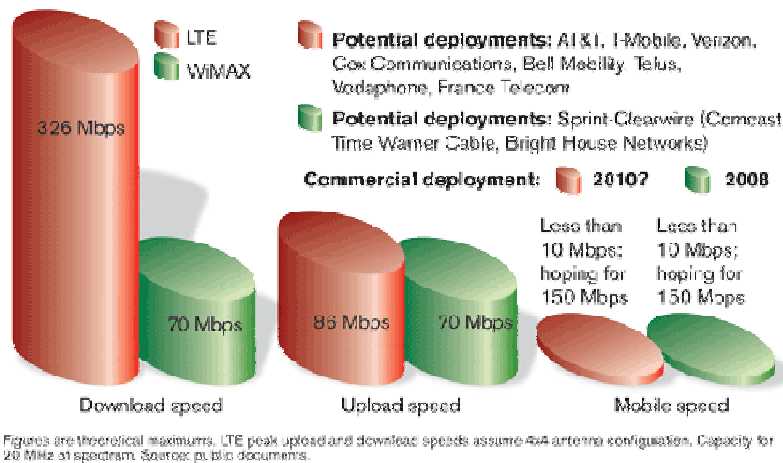 LTE
WiMAX
Potential deployments: AT&T, T-Mobile, Verizon,
Cox Communications, Bell Mobility, Telus,
Vodaphone, France Telecom
Potential deployments: Sprint-Clearwire (Comcast
Time Warner Cable, Bright House Networks)
Commercial deployment: 2010? 2008
326 Mbps
70 Mbps
Download speed
86 Mbps
70 Mbps
Upload speed
Less than
10 Mbps;
hoping for
150 Mbps
Less than
10 Mbps;
hoping for
150 Mbps
Mobile speed
Figures are theoretical maximums. LTE peak upload and download speeds assume 4x4 antenna configuration. Capacity for
20 MHz of spectrum. Source: public documents.